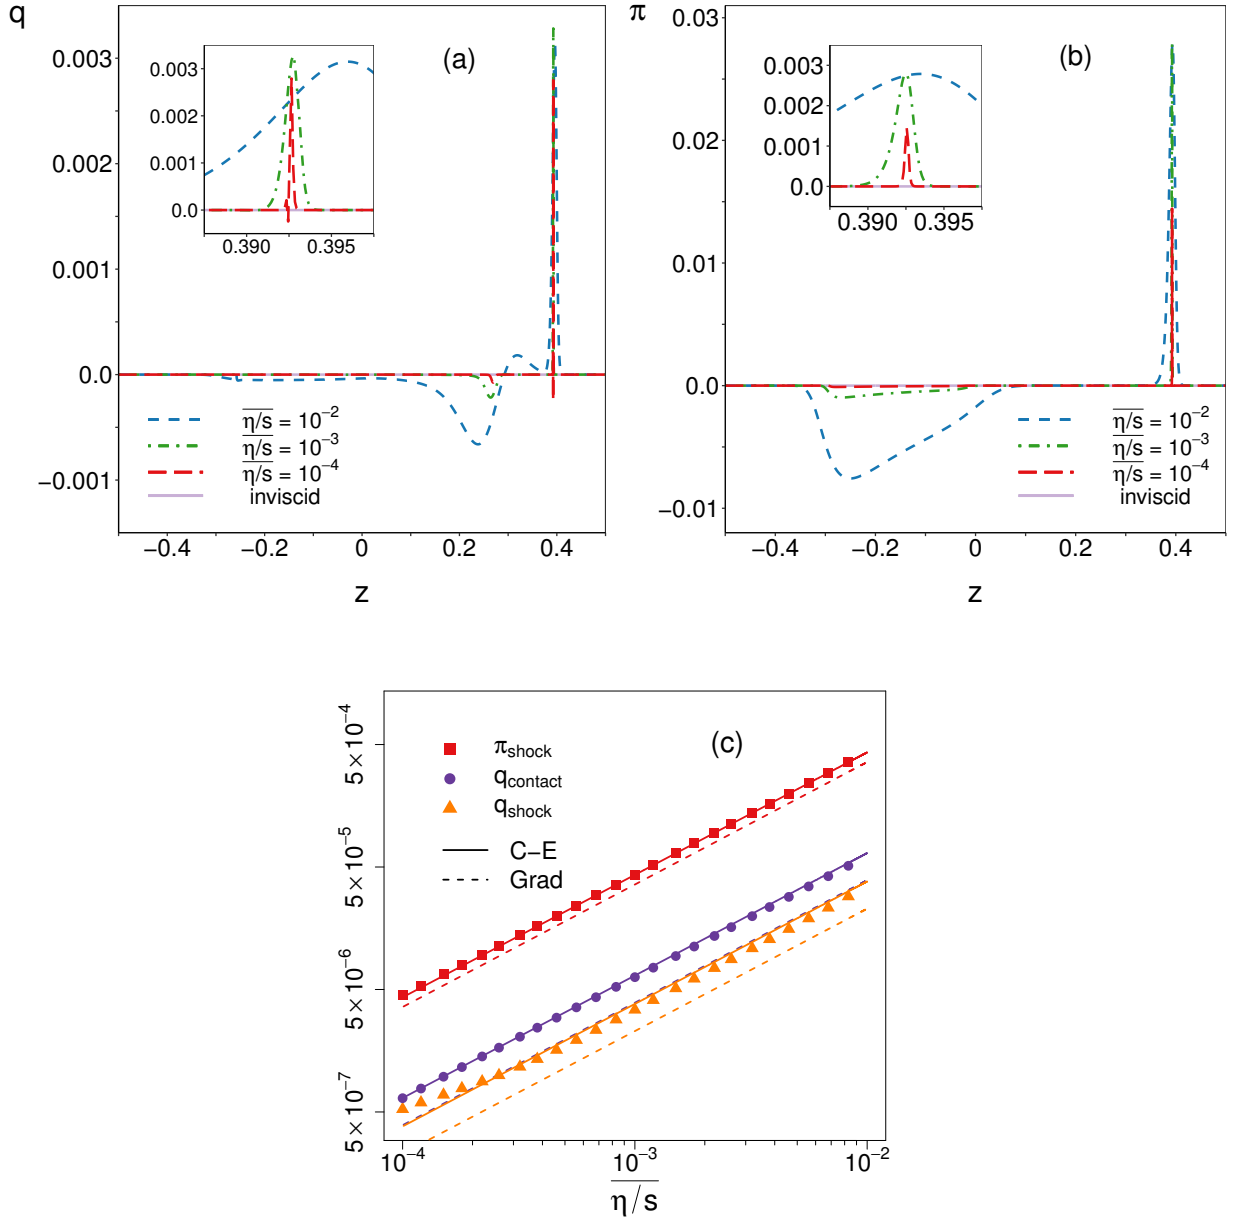 q
(a)
0.003
0.002
0.001
0.0
−0.001
0.003
0.002
0.001
0.0
0.390 0.395
η/s = 10⁻²
η/s = 10⁻³
η/s = 10⁻⁴
inviscid
−0.4 −0.2 0 0.2 0.4
z
π
(b)
0.03
0.02
0.01
0.0
−0.01
0.003
0.002
0.001
0.0
0.390 0.395
η/s = 10⁻²
η/s = 10⁻³
η/s = 10⁻⁴
inviscid
−0.4 −0.2 0 0.2 0.4
z
(c)
5×10⁻⁴
5×10⁻⁵
5×10⁻⁶
5×10⁻⁷
π shock
q contact
q shock
C−E
Grad
10⁻⁴ 10⁻³ 10⁻²
η/s